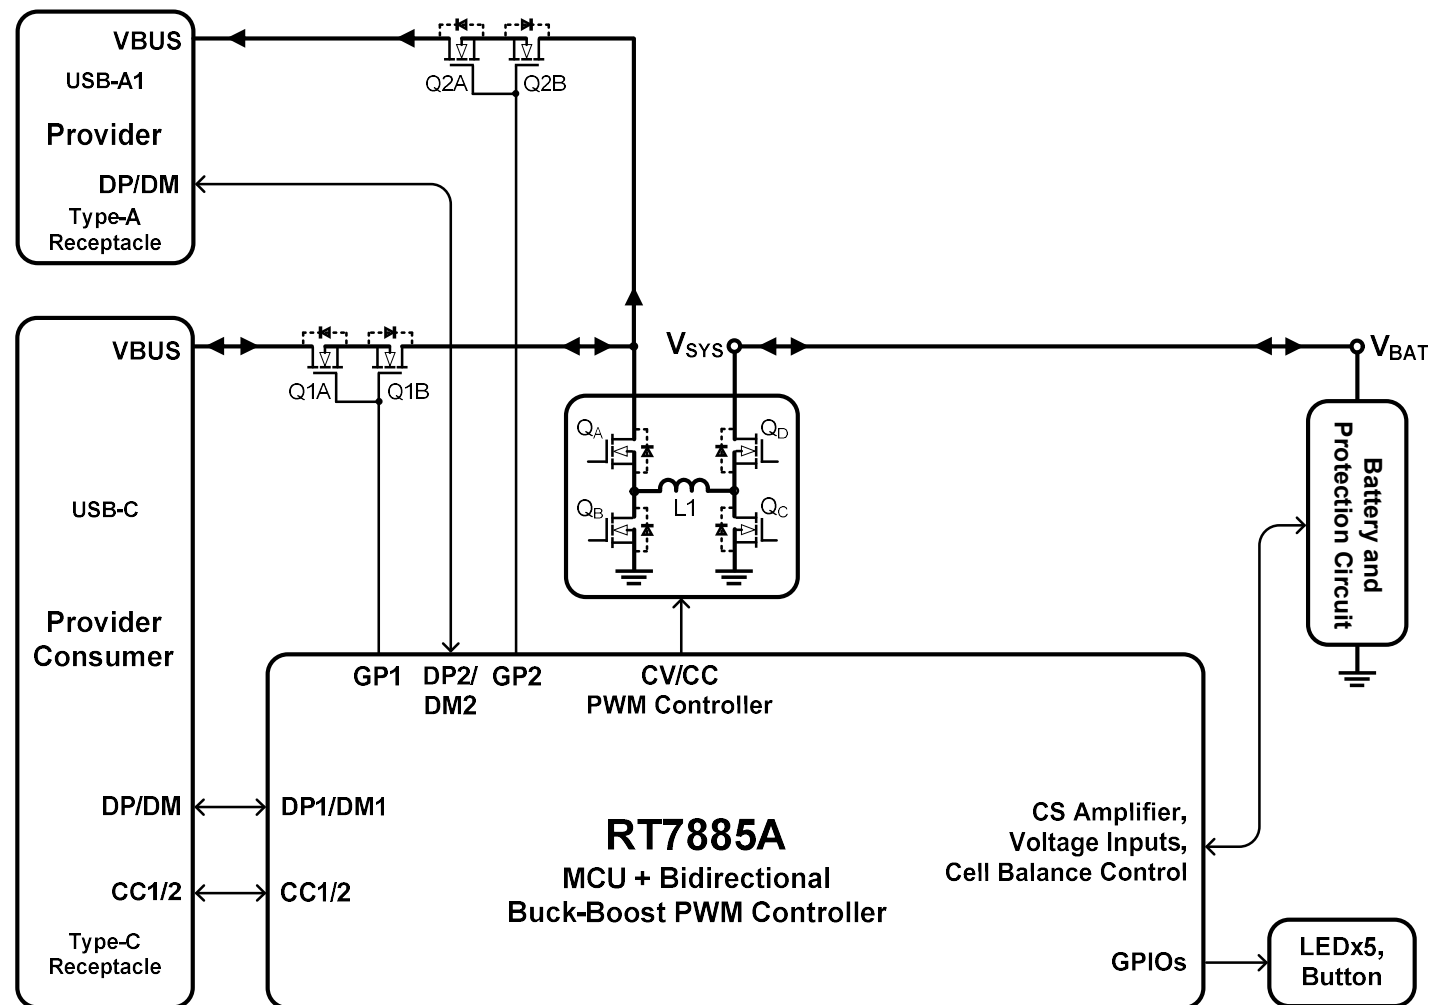 VBUS
USB-A1
Provider
DP/DM
Type-A
Receptacle
Q2A
Q2B
VBUS
USB-C
Provider
Consumer
DP/DM
CC1/2
Type-C
Receptacle
Q1A
Q1B
VSYS
VBAT
QA
QD
QB
QC
L1
Battery and
Protection Circuit
GP1
DP2/
DM2
GP2
CV/CC
PWM Controller
DP1/DM1
CC1/2
RT7885A
MCU + Bidirectional
Buck-Boost PWM Controller
CS Amplifier,
Voltage Inputs,
Cell Balance Control
GPIOs
LEDx5,
Button